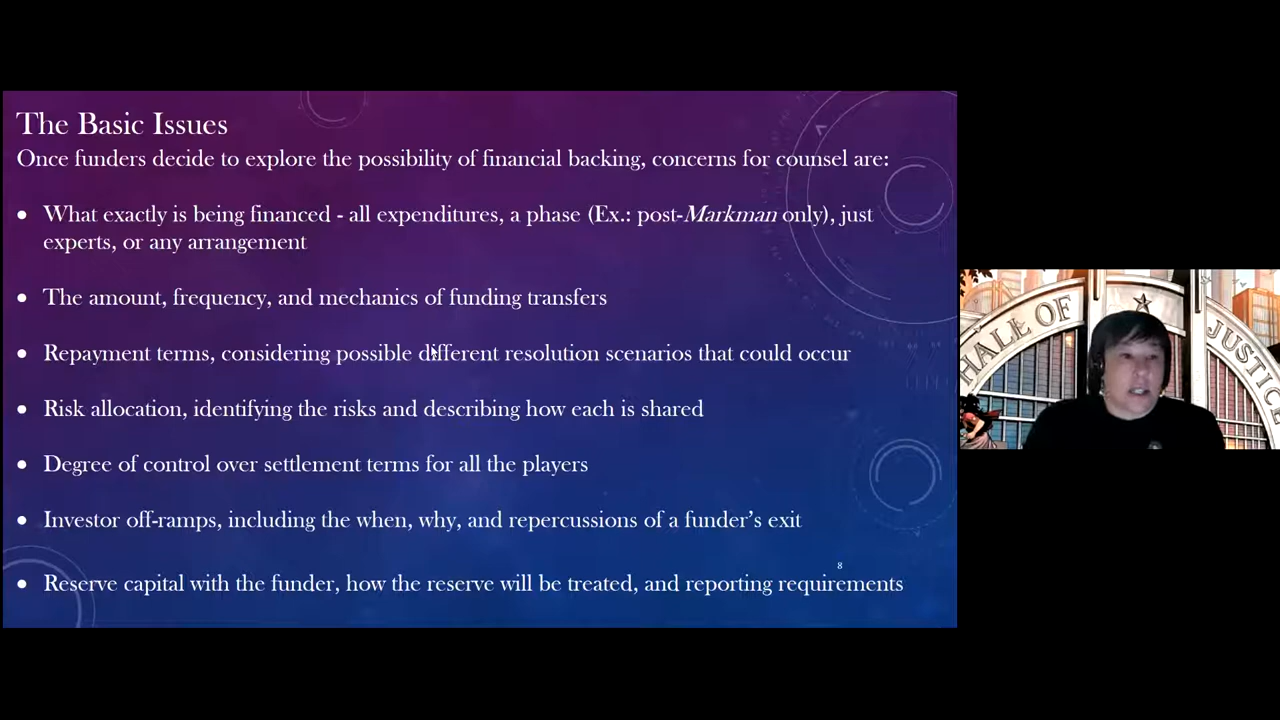 The Basic Issues
Once funders decide to explore the possibility of financial backing, concerns for counsel are:
• What exactly is being financed - all expenditures, a phase (Ex.: post-Markman only), just
experts, or any arrangement
• The amount, frequency, and mechanics of funding transfers
• Repayment terms, considering possible different resolution scenarios that could occur
• Risk allocation, identifying the risks and describing how each is shared
• Degree of control over settlement terms for all the players
• Investor off-ramps, including the when, why, and repercussions of a funder's exit
8
• Reserve capital with the funder, how the reserve will be treated, and reporting requirements
HALL OF JUSTICE